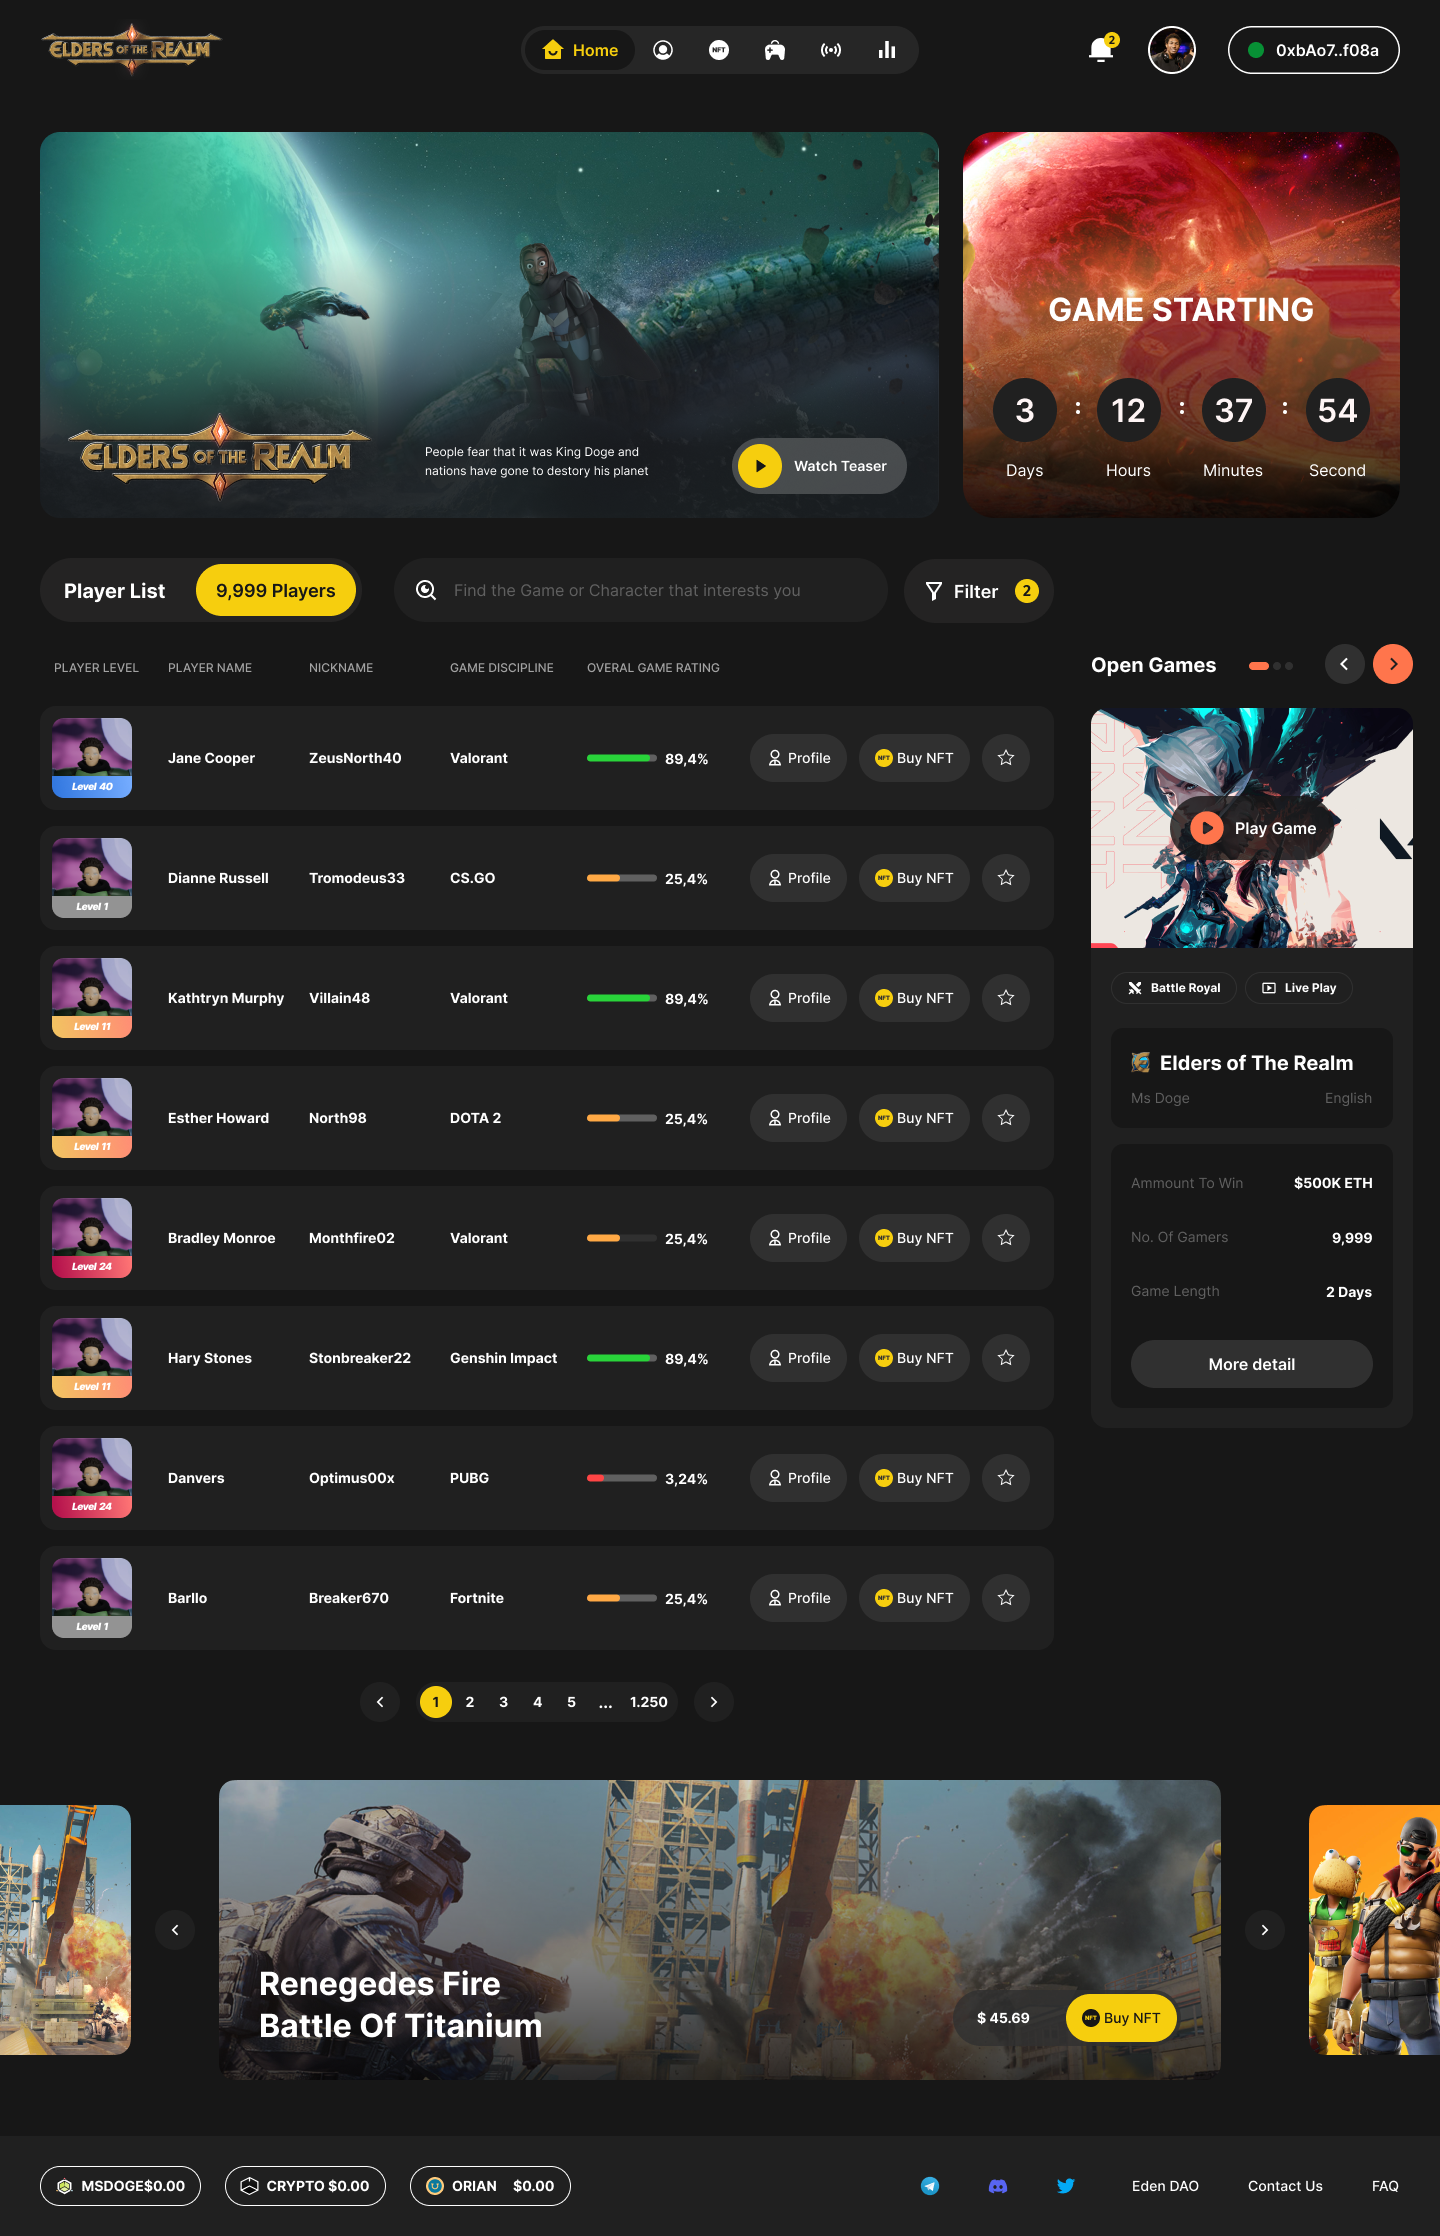 ELDERS OF THE REALM
Home
NFT
2
0xbAo7..f08a
GAME STARTING
3 : 12 : 37 : 54
Days Hours Minutes Second
ELDERS OF THE REALM
People fear that it was King Doge and
nations have gone to destory his planet
Watch Teaser
Player List
9,999 Players
Find the Game or Character that interests you
Filter 2
PLAYER LEVEL PLAYER NAME NICKNAME GAME DISCIPLINE OVERAL GAME RATING
Level 40 Jane Cooper ZeusNorth40 Valorant 89,4% Profile NFT Buy NFT
Level 1 Dianne Russell Tromodeus33 CS.GO 25,4% Profile NFT Buy NFT
Level 11 Kathtryn Murphy Villain48 Valorant 89,4% Profile NFT Buy NFT
Level 11 Esther Howard North98 DOTA 2 25,4% Profile NFT Buy NFT
Level 24 Bradley Monroe Monthfire02 Valorant 25,4% Profile NFT Buy NFT
Level 11 Hary Stones Stonbreaker22 Genshin Impact 89,4% Profile NFT Buy NFT
Level 24 Danvers Optimus00x PUBG 3,24% Profile NFT Buy NFT
Level 1 Barllo Breaker670 Fortnite 25,4% Profile NFT Buy NFT
1 2 3 4 5 ... 1.250
Open Games
Play Game
Battle Royal
Live Play
Elders of The Realm
Ms Doge English
Ammount To Win $500K ETH
No. Of Gamers 9,999
Game Length 2 Days
More detail
Renegedes Fire
Battle Of Titanium
$ 45.69
NFT Buy NFT
MSDOGE$0.00
CRYPTO $0.00
ORIAN $0.00
Eden DAO
Contact Us
FAQ